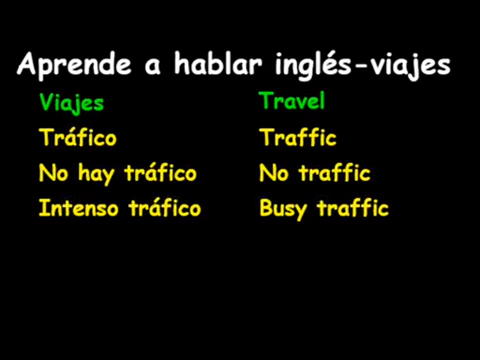 Aprende a hablar inglés-viajes
Viajes Travel
Tráfico Traffic
No hay tráfico No traffic
Intenso tráfico Busy traffic